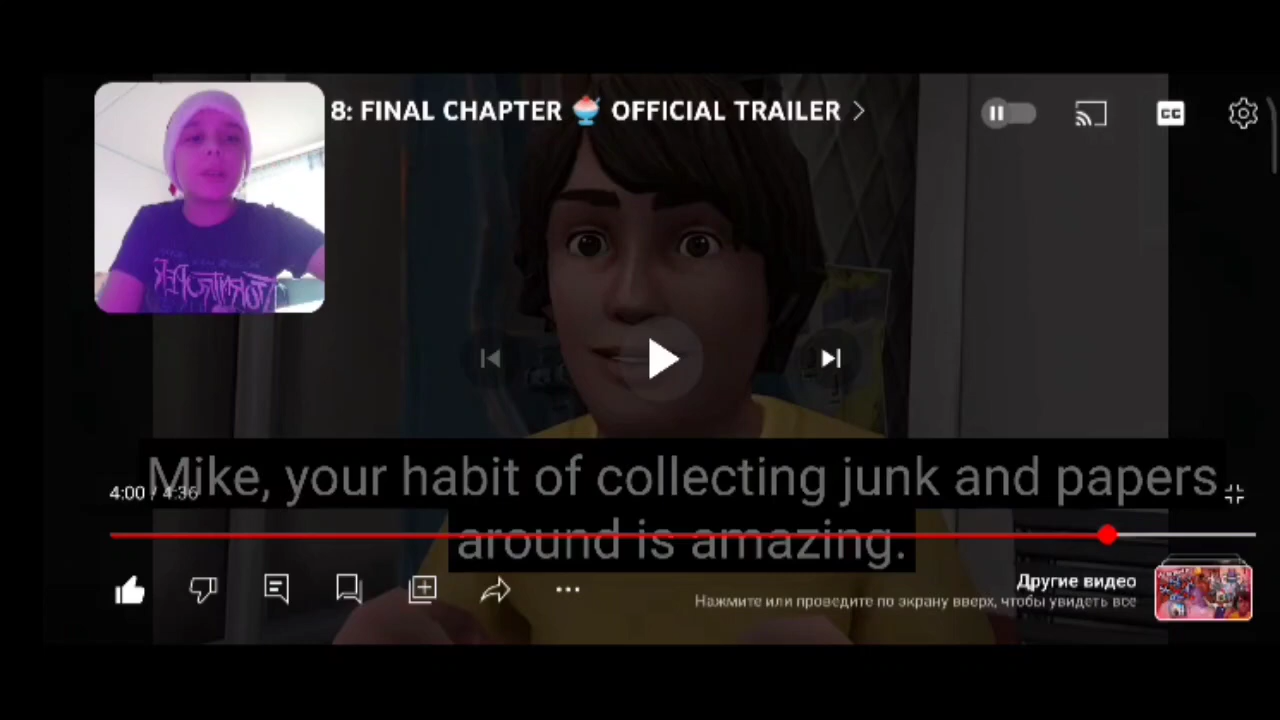 8: FINAL CHAPTER 🍧 OFFICIAL TRAILER
CC
Mike, your habit of collecting junk and papers
4:00 / 4:36
around is amazing.
Другие видео
Нажмите или проведите по экрану вверх, чтобы увидеть все